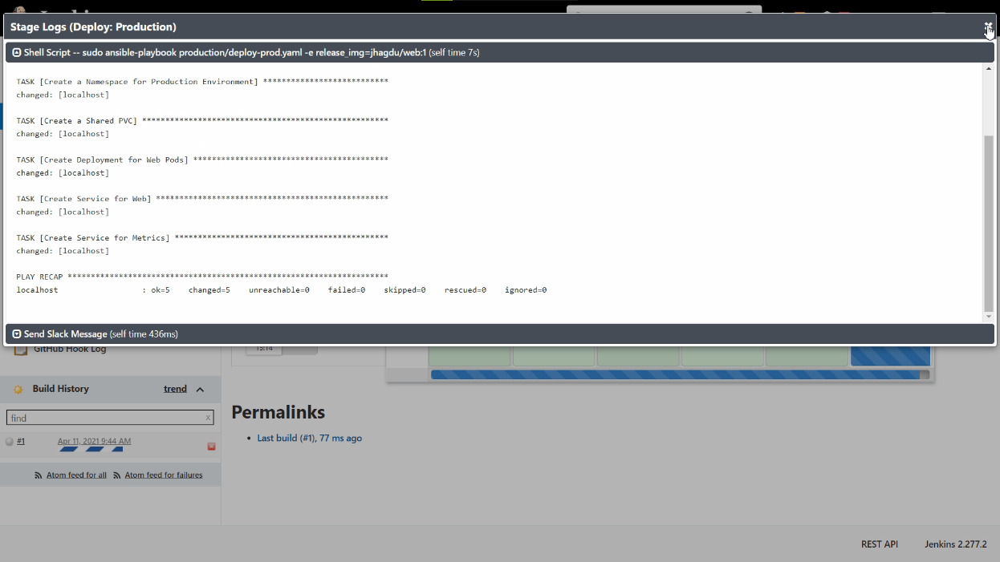 Stage Logs (Deploy: Production)
Shell Script -- sudo ansible-playbook production/deploy-prod.yaml -e release_img=jhagdu/web:1 (self time 7s)
TASK [Create a Namespace for Production Environment] ***************************
changed: [localhost]
TASK [Create a Shared PVC] *****************************************************
changed: [localhost]
TASK [Create Deployment for Web Pods] ******************************************
changed: [localhost]
TASK [Create Service for Web] **************************************************
changed: [localhost]
TASK [Create Service for Metrics] **********************************************
changed: [localhost]
PLAY RECAP *********************************************************************
localhost : ok=5 changed=5 unreachable=0 failed=0 skipped=0 rescued=0 ignored=0
Send Slack Message (self time 436ms)
GitHub Hook Log
15:14
Build History trend
find x
#1 Apr 11, 2021 9:44 AM
Atom feed for all Atom feed for failures
Permalinks
Last build (#1), 77 ms ago
REST API Jenkins 2.277.2